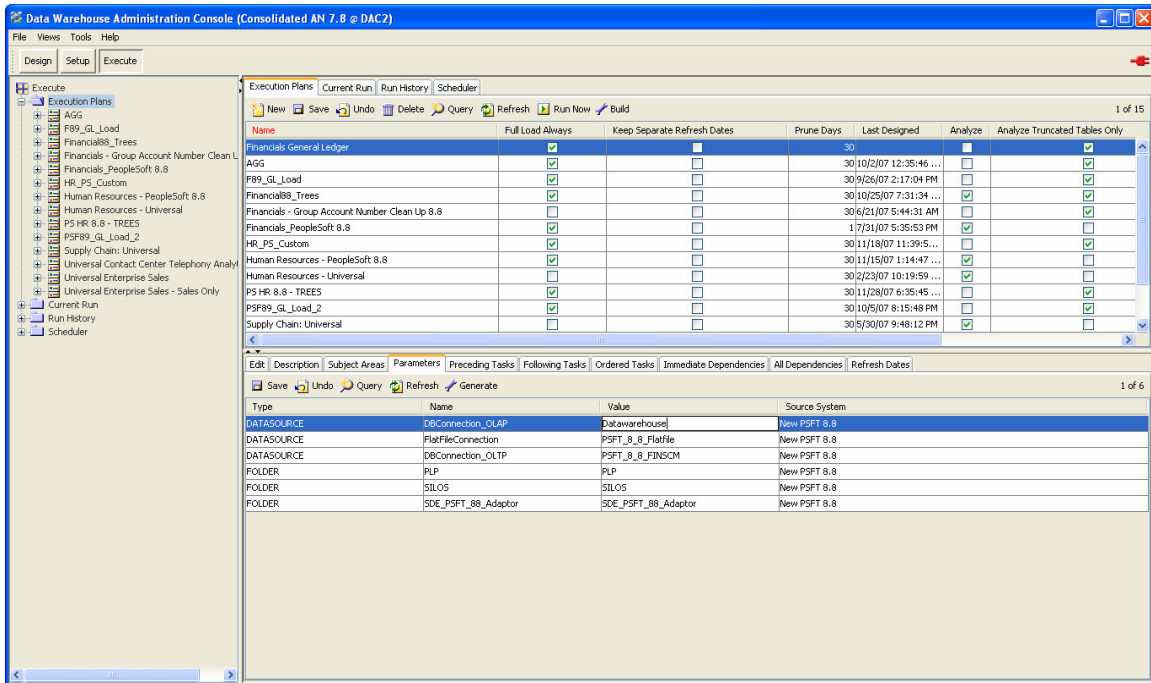 Data Warehouse Administration Console (Consolidated AN 7.8 @ DAC2)
File Views Tools Help
Design Setup Execute
Execute
Execution Plans
AGG
F89_GL_Load
Financial88_Trees
Financials - Group Account Number Clean U
Financials_PeopleSoft 8.8
HR_PS_Custom
Human Resources - PeopleSoft 8.8
Human Resources - Universal
PS HR 8.8 - TREES
PSF89_GL_Load_2
Supply Chain: Universal
Universal Contact Center Telephony Analy
Universal Enterprise Sales
Universal Enterprise Sales - Sales Only
Current Run
Run History
Scheduler
Execution Plans Current Run Run History Scheduler
New Save Undo Delete Query Refresh Run Now Build 1 of 15
Name Full Load Always Keep Separate Refresh Dates Prune Days Last Designed Analyze Analyze Truncated Tables Only
Financials General Ledger 30
AGG 30 10/2/07 12:35:46 ...
F89_GL_Load 30 9/26/07 2:17:04 PM
Financial88_Trees 30 10/25/07 7:31:34 ...
Financials - Group Account Number Clean Up 8.8 30 6/21/07 5:44:31 AM
Financials_PeopleSoft 8.8 1 7/31/07 5:35:53 PM
HR_PS_Custom 30 11/18/07 11:39:5...
Human Resources - PeopleSoft 8.8 30 11/15/07 1:14:47 ...
Human Resources - Universal 30 2/23/07 10:19:59 ...
PS HR 8.8 - TREES 30 11/28/07 6:35:45 ...
PSF89_GL_Load_2 30 10/5/07 8:15:48 PM
Supply Chain: Universal 30 5/30/07 9:48:12 PM
Edit Description Subject Areas Parameters Preceding Tasks Following Tasks Ordered Tasks Immediate Dependencies All Dependencies Refresh Dates
Save Undo Query Refresh Generate 1 of 6
Type Name Value Source System
DATASOURCE DBConnection_OLAP Datawarehouse New PSFT 8.8
DATASOURCE FlatFileConnection PSFT_8_8_Flatfile New PSFT 8.8
DATASOURCE DBConnection_OLTP PSFT_8_8_FINSCM New PSFT 8.8
FOLDER PLP PLP New PSFT 8.8
FOLDER SILOS SILOS New PSFT 8.8
FOLDER SDE_PSFT_88_Adaptor SDE_PSFT_88_Adaptor New PSFT 8.8